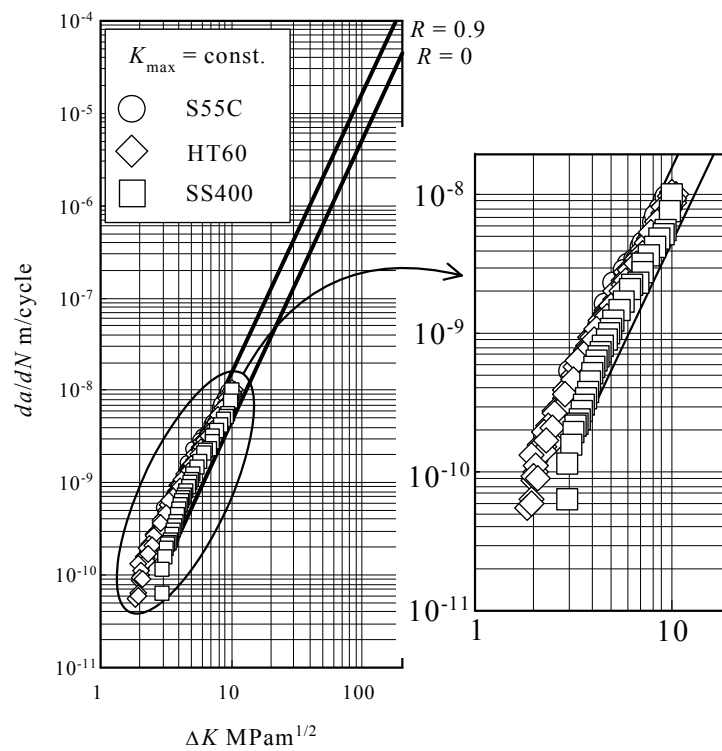 10⁻⁴
R = 0.9
R = 0
K_max = const.
S55C
HT60
SS400
10⁻⁵
10⁻⁶
10⁻⁷
10⁻⁸
10⁻⁹
10⁻¹⁰
10⁻¹¹
da/dN m/cycle
1
10
100
ΔK MPam^1/2
10⁻⁸
10⁻⁹
10⁻¹⁰
10⁻¹¹
1
10